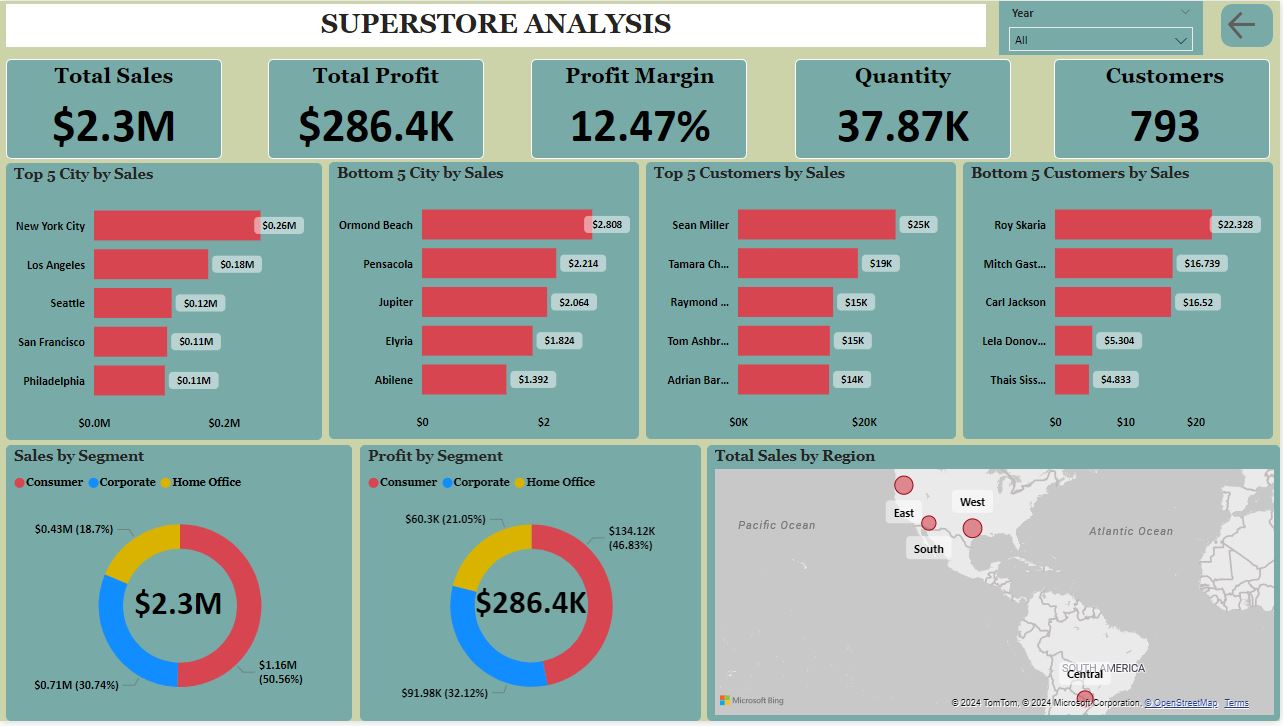 SUPERSTORE ANALYSIS
Year
All
Total Sales
$2.3M
Total Profit
$286.4K
Profit Margin
12.47%
Quantity
37.87K
Customers
793
Top 5 City by Sales
New York City $0.26M
Los Angeles $0.18M
Seattle $0.12M
San Francisco $0.11M
Philadelphia $0.11M
$0.0M $0.2M
Bottom 5 City by Sales
Ormond Beach $2.808
Pensacola $2.214
Jupiter $2.064
Elyria $1.824
Abilene $1.392
$0 $2
Top 5 Customers by Sales
Sean Miller $25K
Tamara Ch... $19K
Raymond ... $15K
Tom Ashbr... $15K
Adrian Bar... $14K
$0K $20K
Bottom 5 Customers by Sales
Roy Skaria $22.328
Mitch Gast... $16.739
Carl Jackson $16.52
Lela Donov... $5.304
Thais Siss... $4.833
$0 $10 $20
Sales by Segment
Consumer Corporate Home Office
$0.43M (18.7%)
$2.3M
$1.16M
(50.56%)
$0.71M (30.74%)
Profit by Segment
Consumer Corporate Home Office
$60.3K (21.05%)
$134.12K
(46.83%)
$286.4K
$91.98K (32.12%)
Total Sales by Region
West
East
Pacific Ocean
Atlantic Ocean
South
SOUTH AMERICA
Central
Microsoft Bing
© 2024 TomTom, © 2024 Microsoft Corporation, © OpenStreetMap Terms